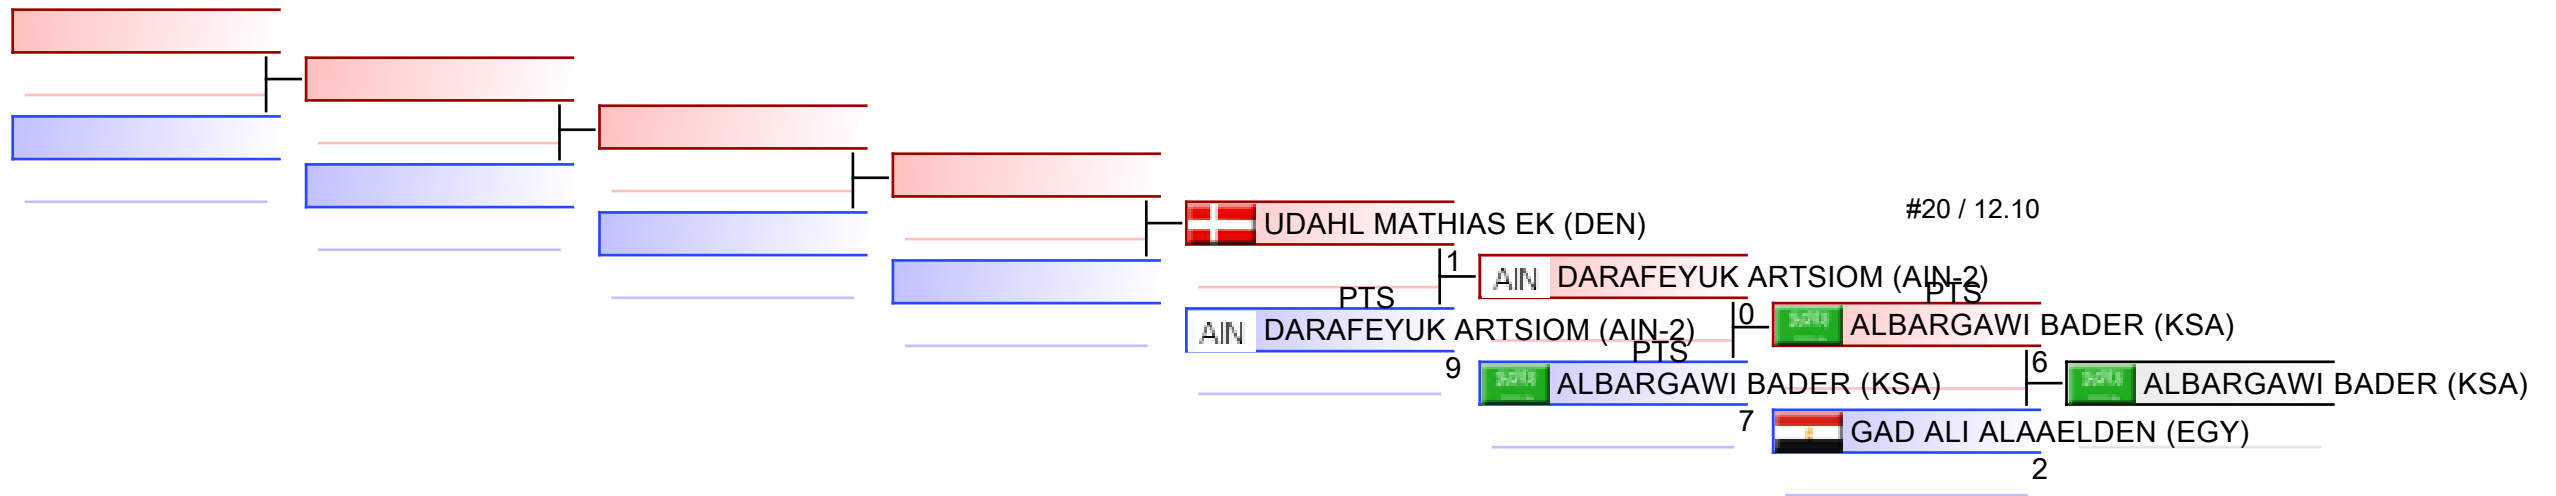 #20 / 12.10
UDAHL MATHIAS EK (DEN)
1
AIN DARAFEYUK ARTSIOM (AIN-2)
PTS
PTS
AIN DARAFEYUK ARTSIOM (AIN-2)
9
0
ALBARGAWI BADER (KSA)
PTS
ALBARGAWI BADER (KSA)
7
6
ALBARGAWI BADER (KSA)
GAD ALI ALAAELDEN (EGY)
2